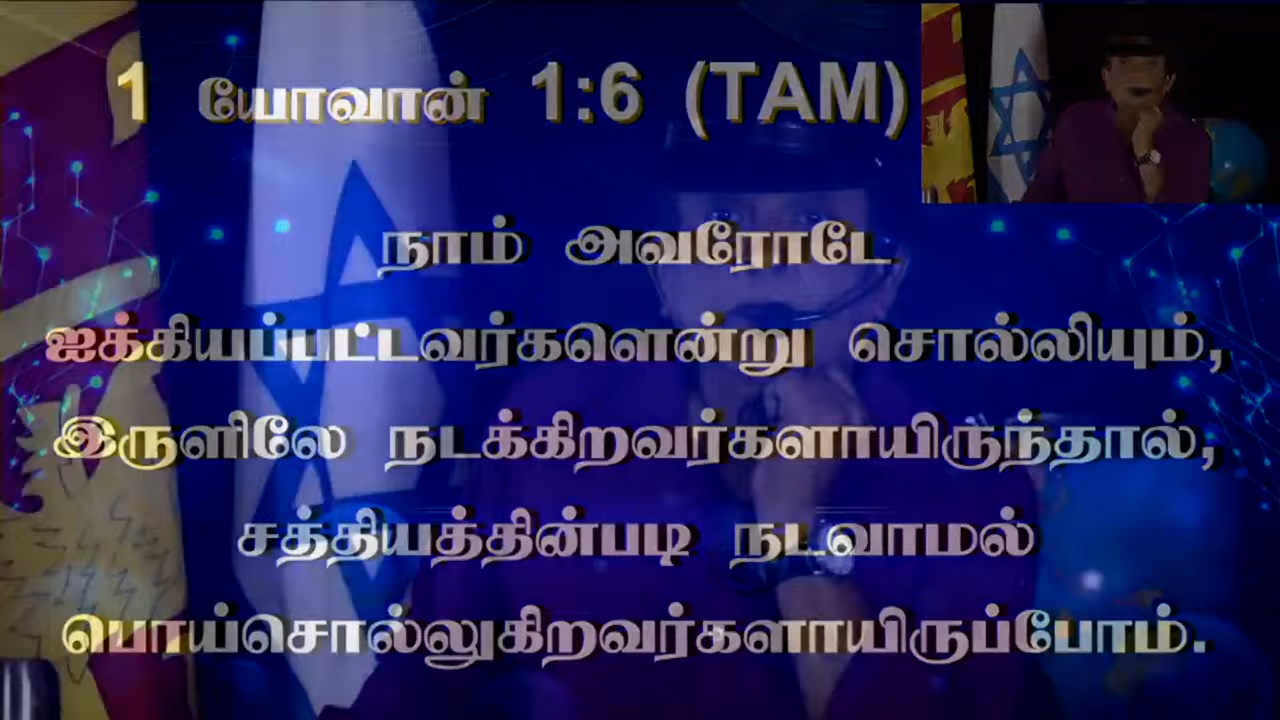 1 யோவான் 1:6 (TAM)
நாம் அவரோடே
ஐக்கியப்பட்டவர்களென்று சொல்லியும்,
இருளிலே நடக்கிறவர்களாயிருந்தால்,
சத்தியத்தின்படி நடவாமல்
பொய்சொல்லுகிறவர்களாயிருப்போம்.